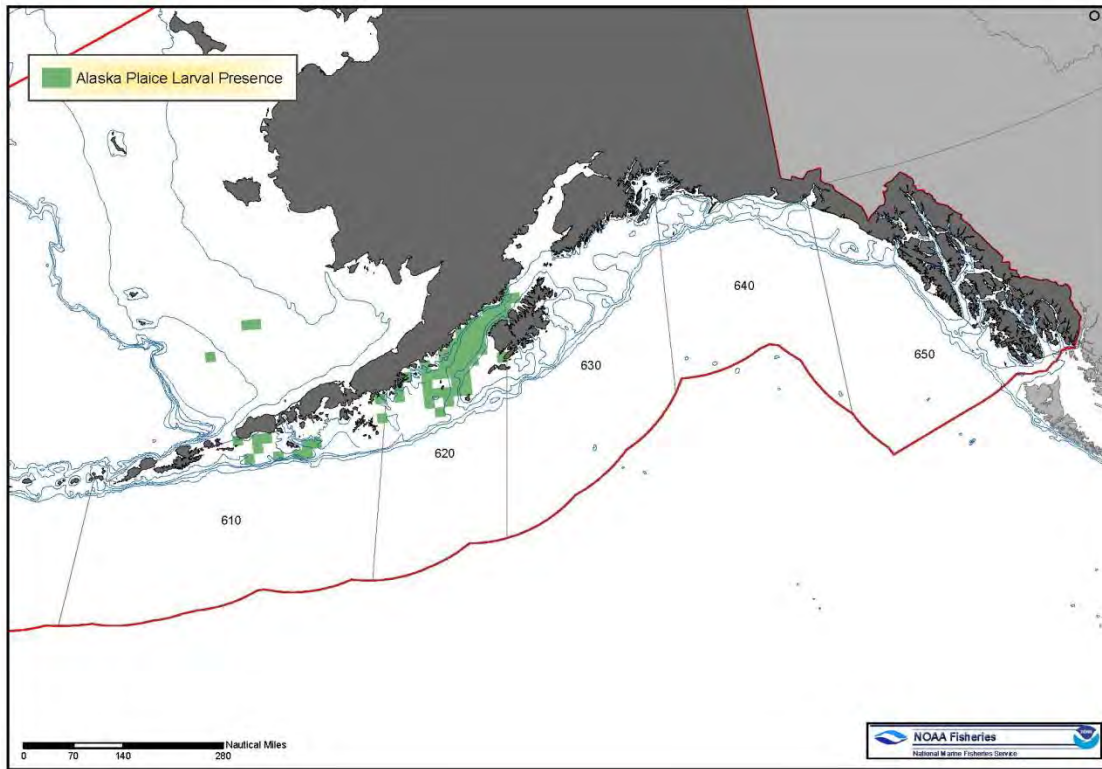 Alaska Plaice Larval Presence
640
650
630
620
610
Nautical Miles
0 70 140 280
NOAA Fisheries
National Marine Fisheries Service